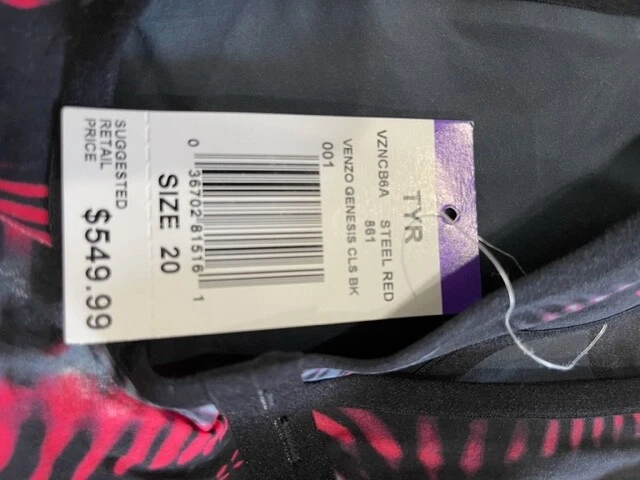 TYR
VZNCB6A STEEL RED
861
VENZO GENESIS CLS BK
001
0 36702 81516 1
SIZE 20
SUGGESTED
RETAIL
PRICE
$549.99